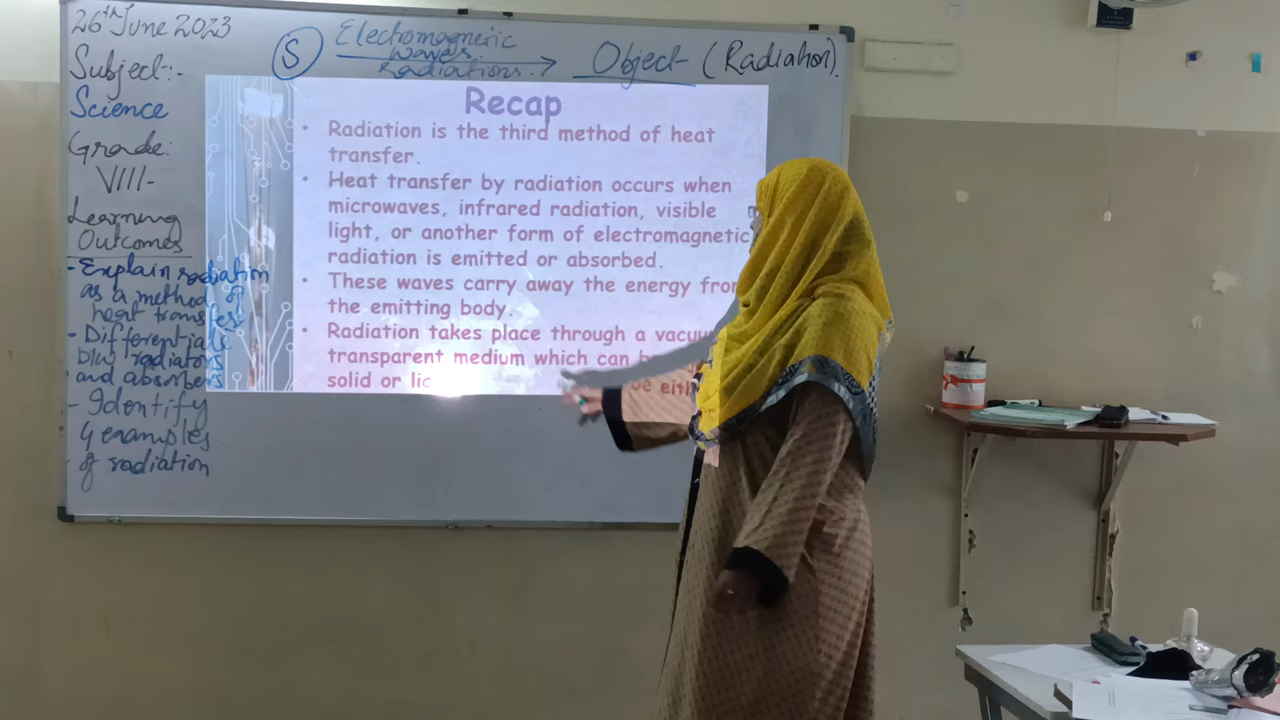 26th June 2023
Subject:-
Science
Grade:
VIII-
Learning
Outcomes
- Explain radiation
as a method of
heat transfer
- Differentiate
b/w radiators
and absorbers
- Identify
4 examples
of radiation
S Electromagneric
waves
Radiations. → Object (Radiation).
Recap
• Radiation is the third method of heat
transfer.
• Heat transfer by radiation occurs when
microwaves, infrared radiation, visible
light, or another form of electromagnetic
radiation is emitted or absorbed.
• These waves carry away the energy from
the emitting body.
• Radiation takes place through a vacuu
transparent medium which can be eith
solid or lic